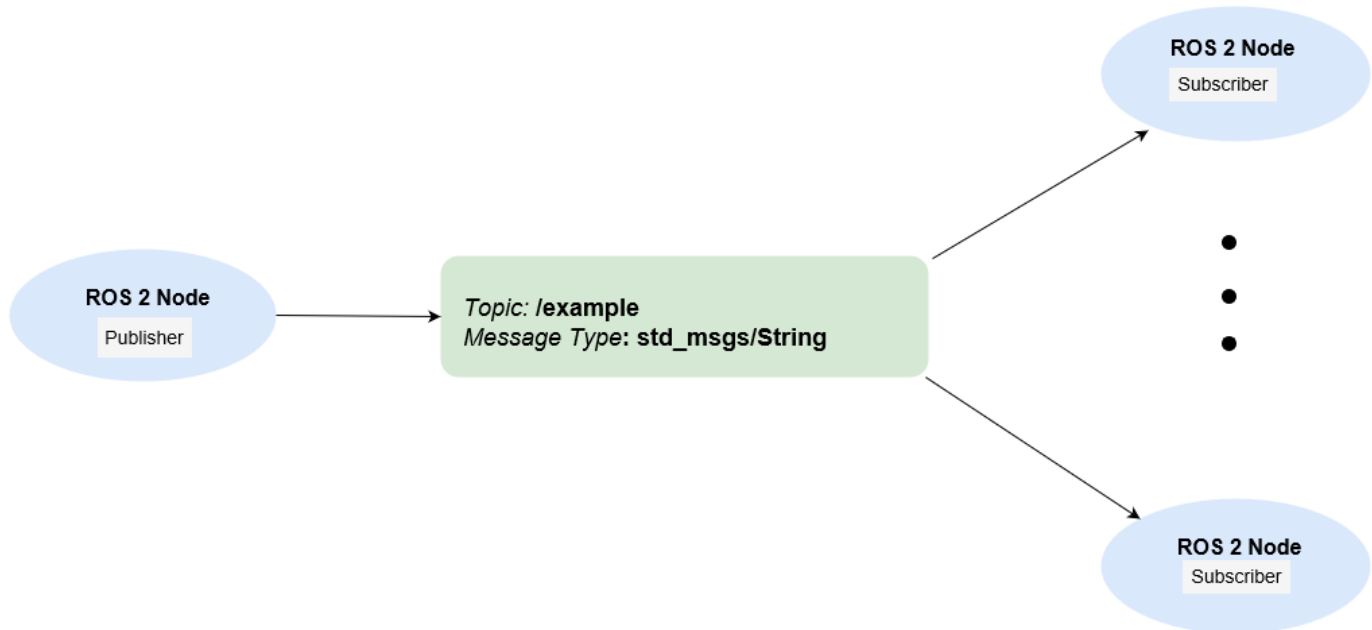 ROS 2 Node
Subscriber
ROS 2 Node
Publisher
Topic: /example
Message Type: std_msgs/String
ROS 2 Node
Subscriber